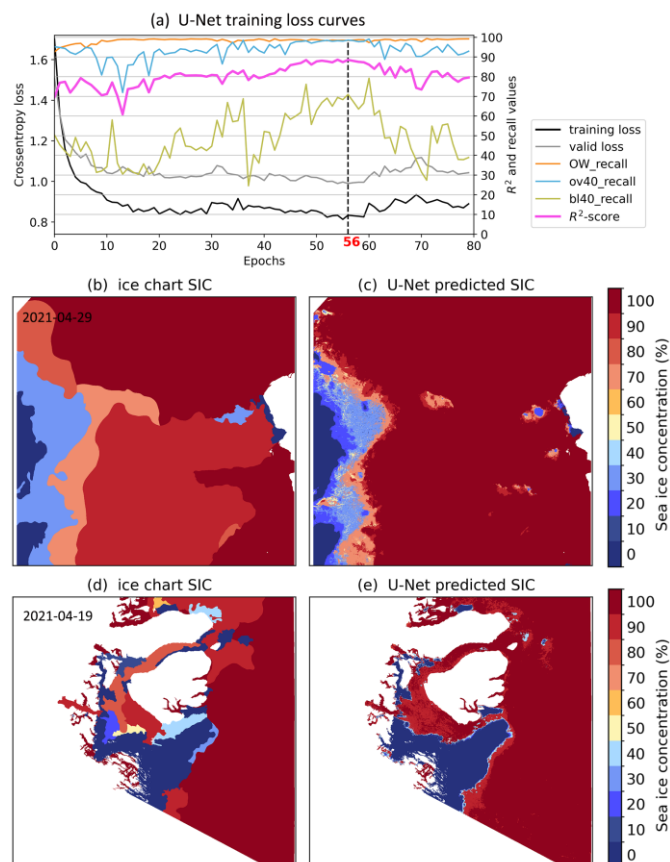 (a) U-Net training loss curves
1.6
1.4
1.2
1.0
0.8
Crossentropy loss
100
90
80
70
60
50
40
30
20
10
0
R² and recall values
0 10 20 30 40 50 56 60 70 80
Epochs
training loss
valid loss
OW_recall
ov40_recall
bl40_recall
R²-score
(b) ice chart SIC
2021-04-29
(c) U-Net predicted SIC
100
90
80
70
60
50
40
30
20
10
0
Sea ice concentration (%)
(d) ice chart SIC
2021-04-19
(e) U-Net predicted SIC
100
90
80
70
60
50
40
30
20
10
0
Sea ice concentration (%)